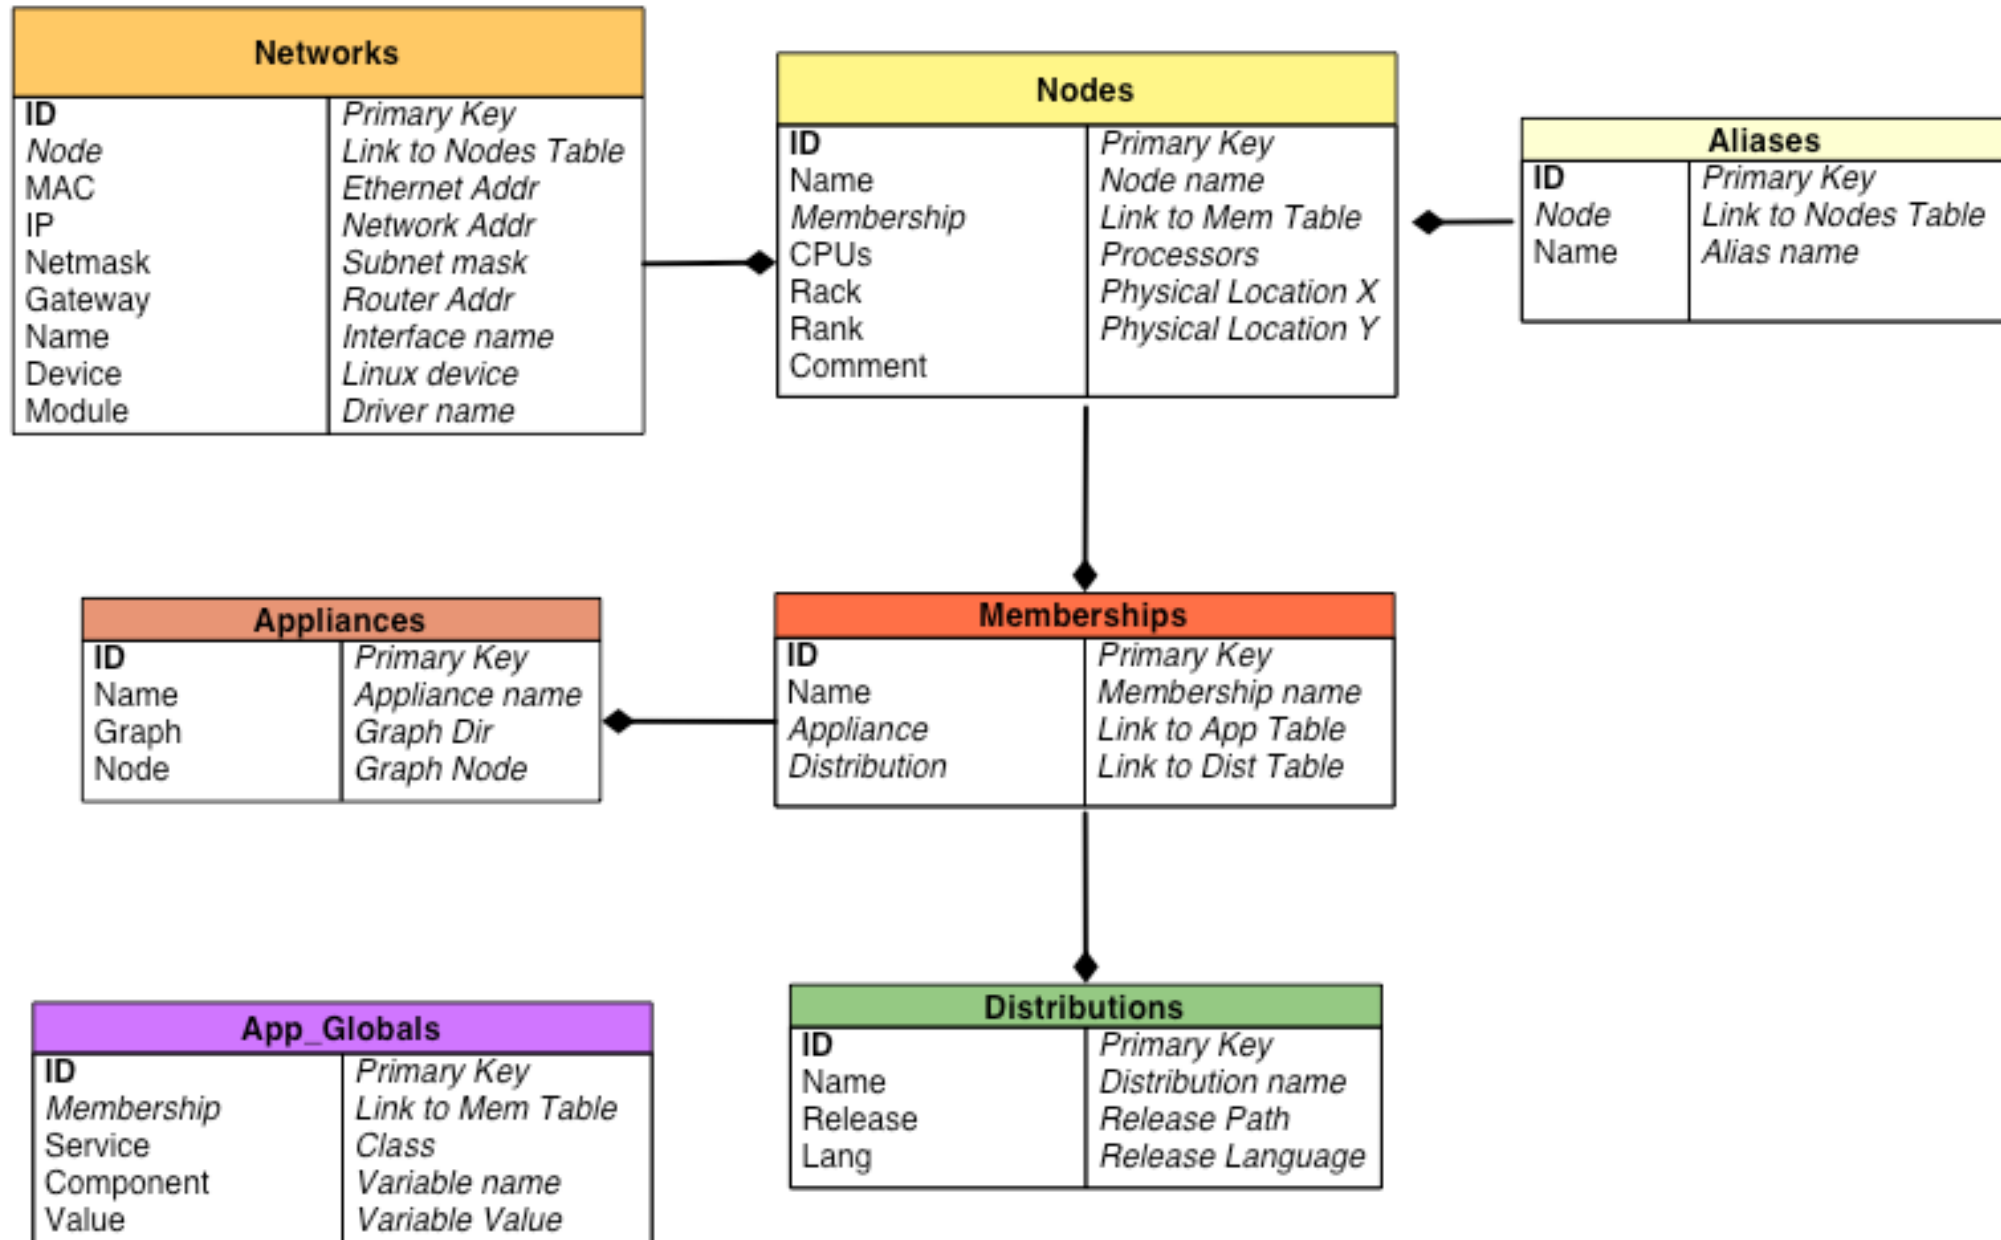 Networks
ID Primary Key
Node Link to Nodes Table
MAC Ethernet Addr
IP Network Addr
Netmask Subnet mask
Gateway Router Addr
Name Interface name
Device Linux device
Module Driver name
Nodes
ID Primary Key
Name Node name
Membership Link to Mem Table
CPUs Processors
Rack Physical Location X
Rank Physical Location Y
Comment
Aliases
ID Primary Key
Node Link to Nodes Table
Name Alias name
Appliances
ID Primary Key
Name Appliance name
Graph Graph Dir
Node Graph Node
Memberships
ID Primary Key
Name Membership name
Appliance Link to App Table
Distribution Link to Dist Table
App_Globals
ID Primary Key
Membership Link to Mem Table
Service Class
Component Variable name
Value Variable Value
Distributions
ID Primary Key
Name Distribution name
Release Release Path
Lang Release Language